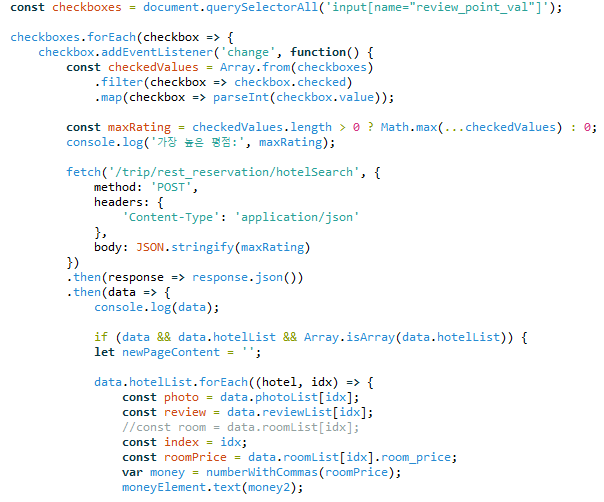 const checkboxes = document.querySelectorAll('input[name="review_point_val"]');

checkboxes.forEach(checkbox => {
    checkbox.addEventListener('change', function() {
        const checkedValues = Array.from(checkboxes)
            .filter(checkbox => checkbox.checked)
            .map(checkbox => parseInt(checkbox.value));

        const maxRating = checkedValues.length > 0 ? Math.max(...checkedValues) : 0;
        console.log('가장 높은 평점:', maxRating);

        fetch('/trip/rest_reservation/hotelSearch', {
            method: 'POST',
            headers: {
                'Content-Type': 'application/json'
            },
            body: JSON.stringify(maxRating)
        })
        .then(response => response.json())
        .then(data => {
            console.log(data);

            if (data && data.hotelList && Array.isArray(data.hotelList)) {
            let newPageContent = '';

            data.hotelList.forEach((hotel, idx) => {
                const photo = data.photoList[idx];
                const review = data.reviewList[idx];
                //const room = data.roomList[idx];
                const index = idx;
                const roomPrice = data.roomList[idx].room_price;
                var money = numberWithCommas(roomPrice);
                moneyElement.text(money2);